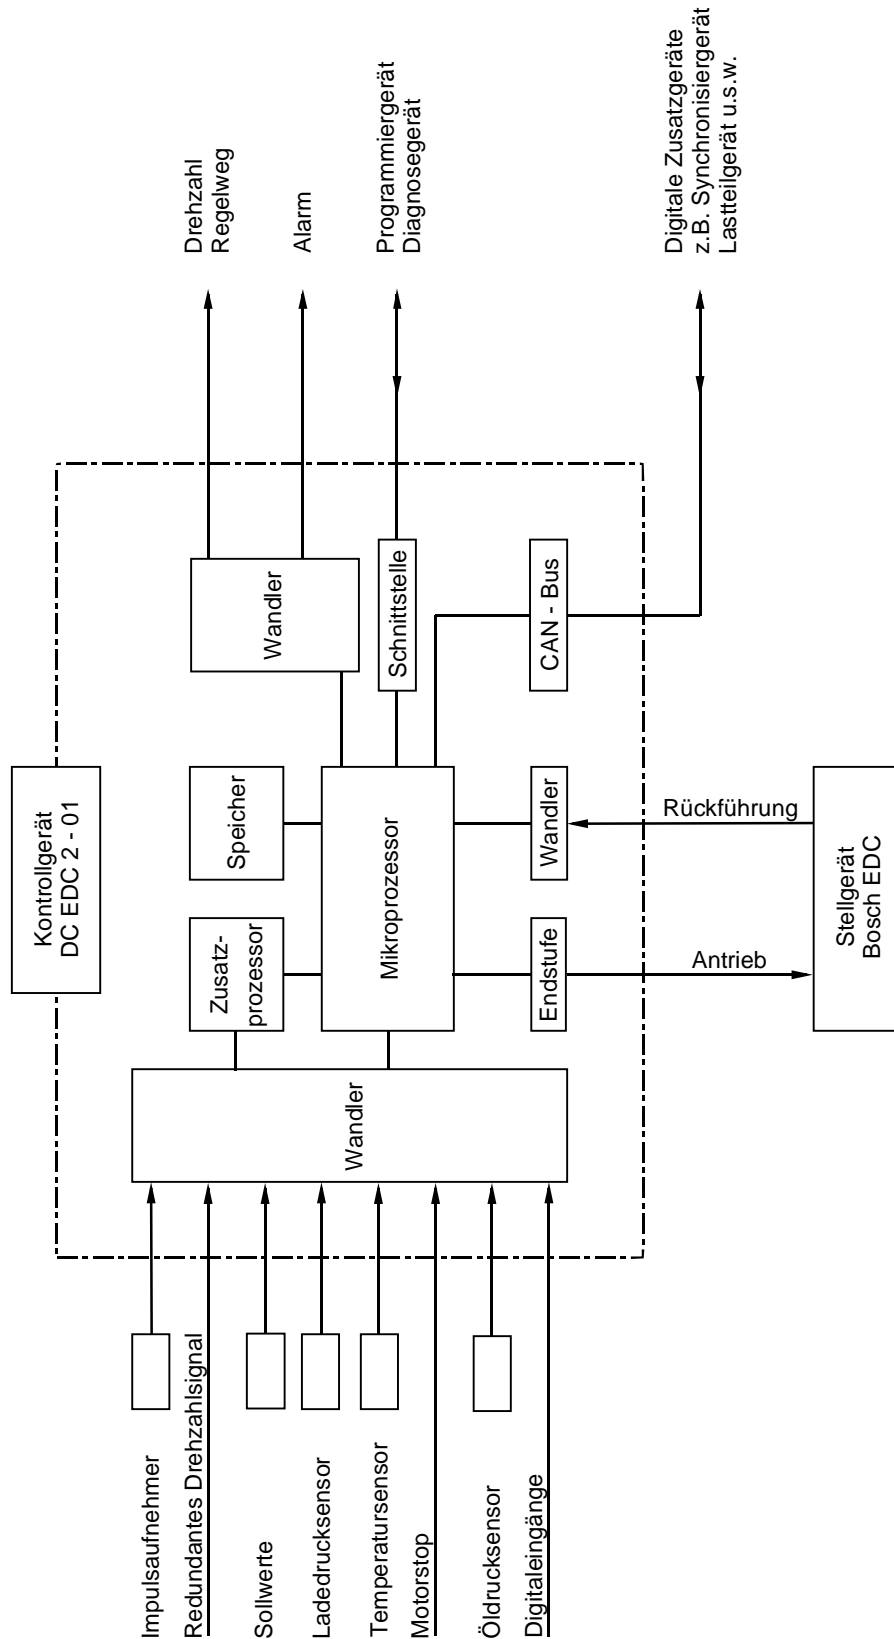 Kontrollgerät
DC EDC 2 - 01
Impulsaufnehmer
Redundantes Drehzahlsignal
Sollwerte
Ladedrucksensor
Temperatursensor
Motorstop
Öldrucksensor
Digitaleingänge
Wandler
Zusatz-
prozessor
Speicher
Mikroprozessor
Endstufe
Wandler
Wandler
Schnittstelle
CAN - Bus
Drehzahl
Regelweg
Alarm
Programmiergerät
Diagnosegerät
Digitale Zusatzgeräte
z.B. Synchronisiergerät
Lastteilgerät u.s.w.
Antrieb
Rückführung
Stellgerät
Bosch EDC